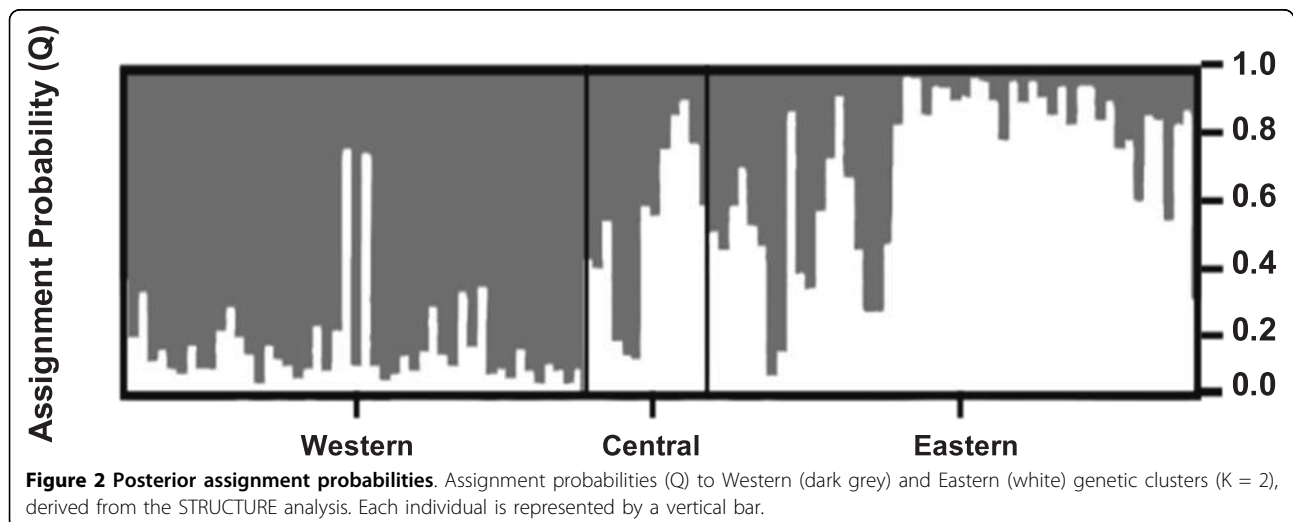 Assignment Probability (Q)
1.0
0.8
0.6
0.4
0.2
0.0
Western Central Eastern
Figure 2 Posterior assignment probabilities. Assignment probabilities (Q) to Western (dark grey) and Eastern (white) genetic clusters (K = 2),
derived from the STRUCTURE analysis. Each individual is represented by a vertical bar.